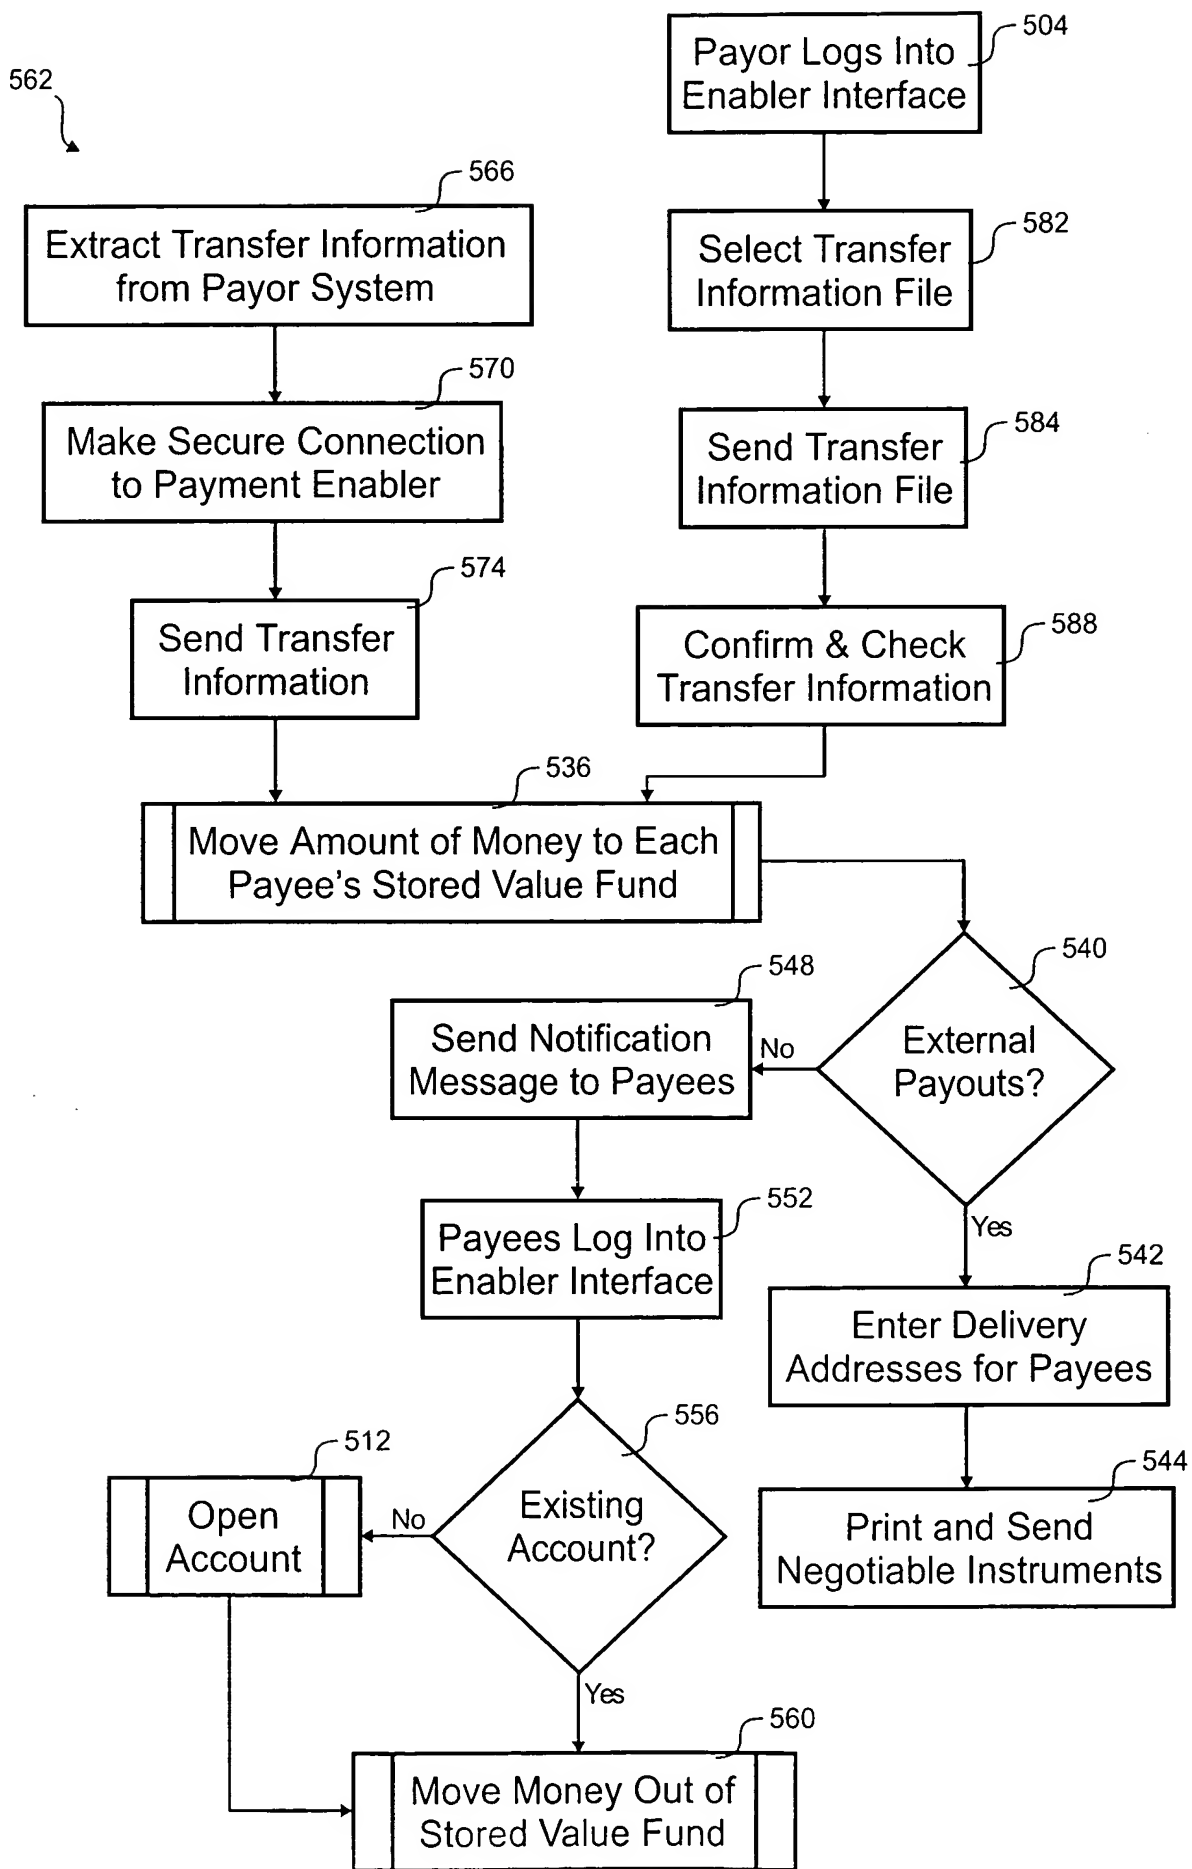 504
Payor Logs Into
Enabler Interface
562
566
Extract Transfer Information
from Payor System
582
Select Transfer
Information File
570
Make Secure Connection
to Payment Enabler
584
Send Transfer
Information File
574
Send Transfer
Information
588
Confirm & Check
Transfer Information
536
Move Amount of Money to Each
Payee's Stored Value Fund
540
External
Payouts?
548
Send Notification
Message to Payees
No
Yes
552
Payees Log Into
Enabler Interface
542
Enter Delivery
Addresses for Payees
556
Existing
Account?
512
Open
Account
No
544
Print and Send
Negotiable Instruments
Yes
560
Move Money Out of
Stored Value Fund